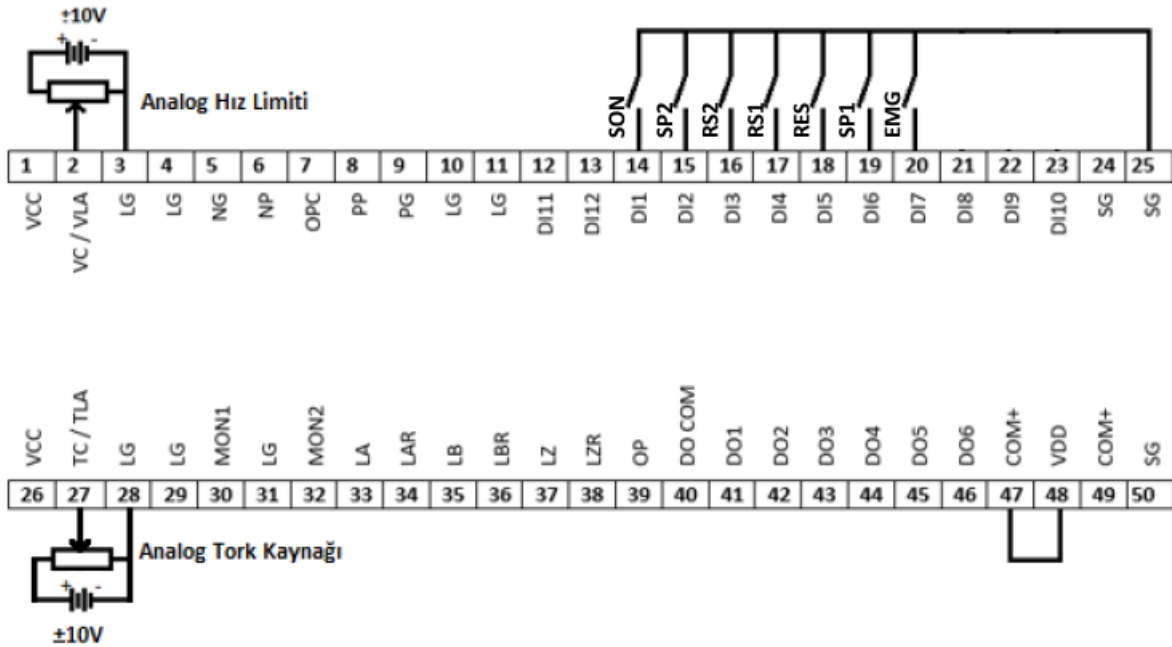 ±10V
+ -
Analog Hız Limiti
SON SP2 RS2 RS1 RES SP1 EMG
1 2 3 4 5 6 7 8 9 10 11 12 13 14 15 16 17 18 19 20 21 22 23 24 25
VCC VC / VLA LG LG NG NP OPC PP PG LG LG DI11 DI12 DI1 DI2 DI3 DI4 DI5 DI6 DI7 DI8 DI9 DI10 SG SG
VCC TC / TLA LG LG MON1 LG MON2 LA LAR LB LBR LZ LZR OP DO COM DO1 DO2 DO3 DO4 DO5 DO6 COM+ VDD COM+ SG
26 27 28 29 30 31 32 33 34 35 36 37 38 39 40 41 42 43 44 45 46 47 48 49 50
Analog Tork Kaynağı
+ -
±10V